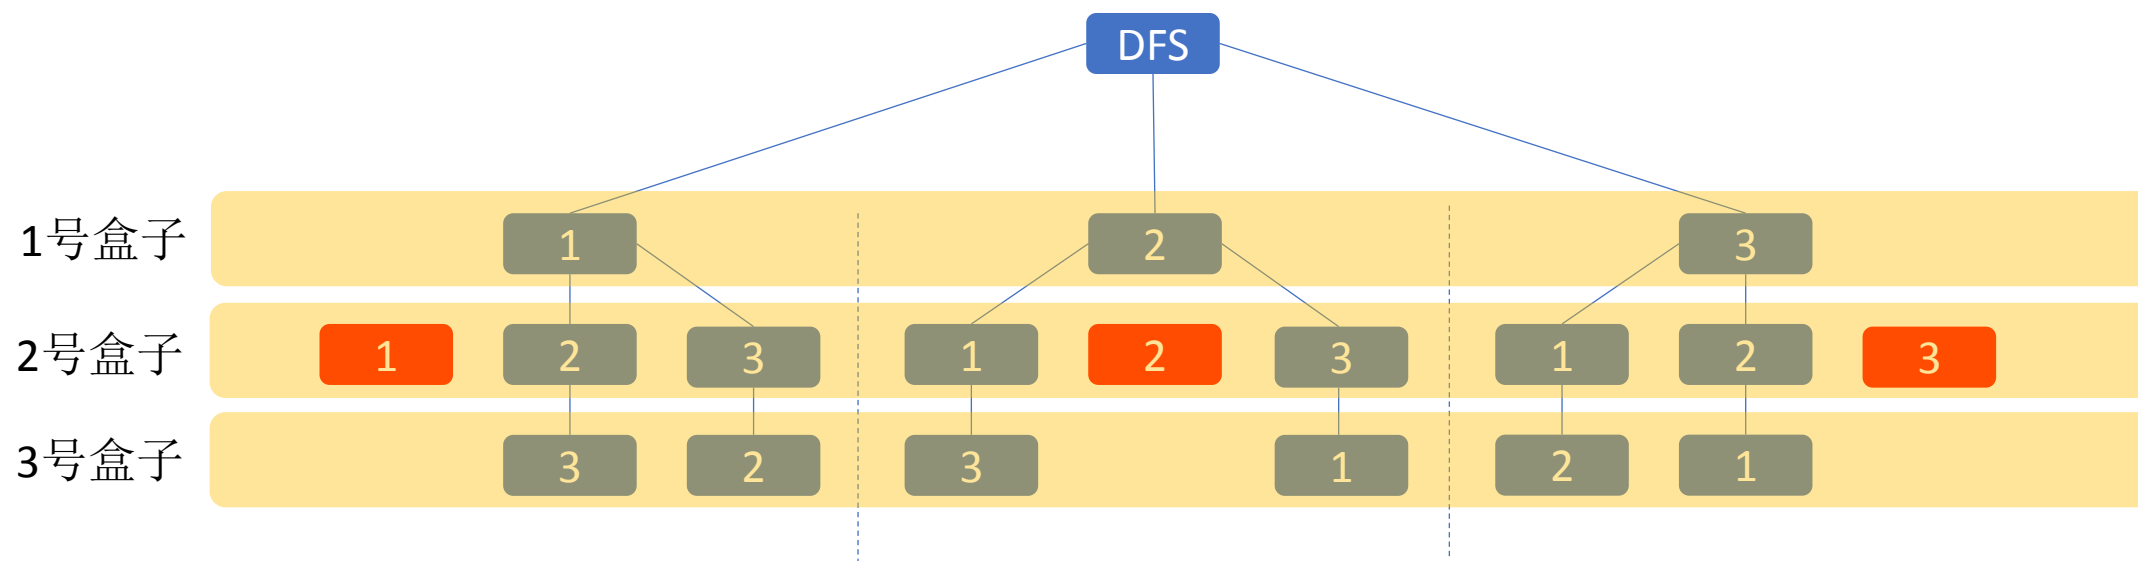 DFS
1号盒子 1 2 3
2号盒子 1 2 3 1 2 3 1 2 3
3号盒子 3 2 3 1 2 1